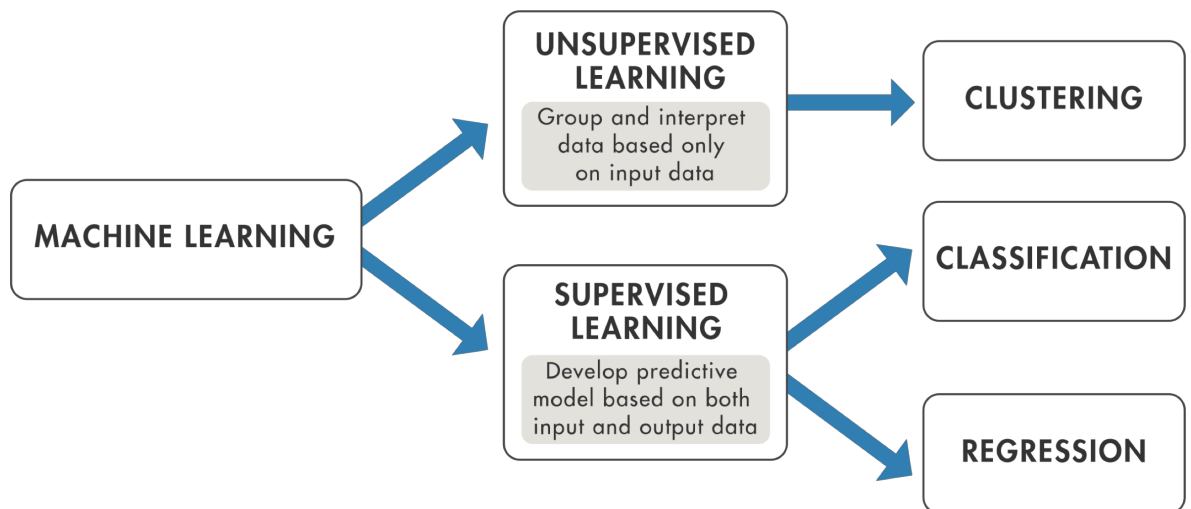 MACHINE LEARNING
UNSUPERVISED
LEARNING
Group and interpret
data based only
on input data
SUPERVISED
LEARNING
Develop predictive
model based on both
input and output data
CLUSTERING
CLASSIFICATION
REGRESSION